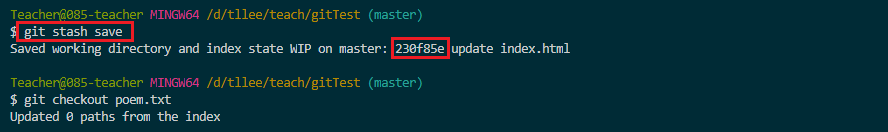 Teacher@085-teacher MINGW64 /d/tllee/teach/gitTest (master)
$ git stash save
Saved working directory and index state WIP on master: 230f85e update index.html
Teacher@085-teacher MINGW64 /d/tllee/teach/gitTest (master)
$ git checkout poem.txt
Updated 0 paths from the index